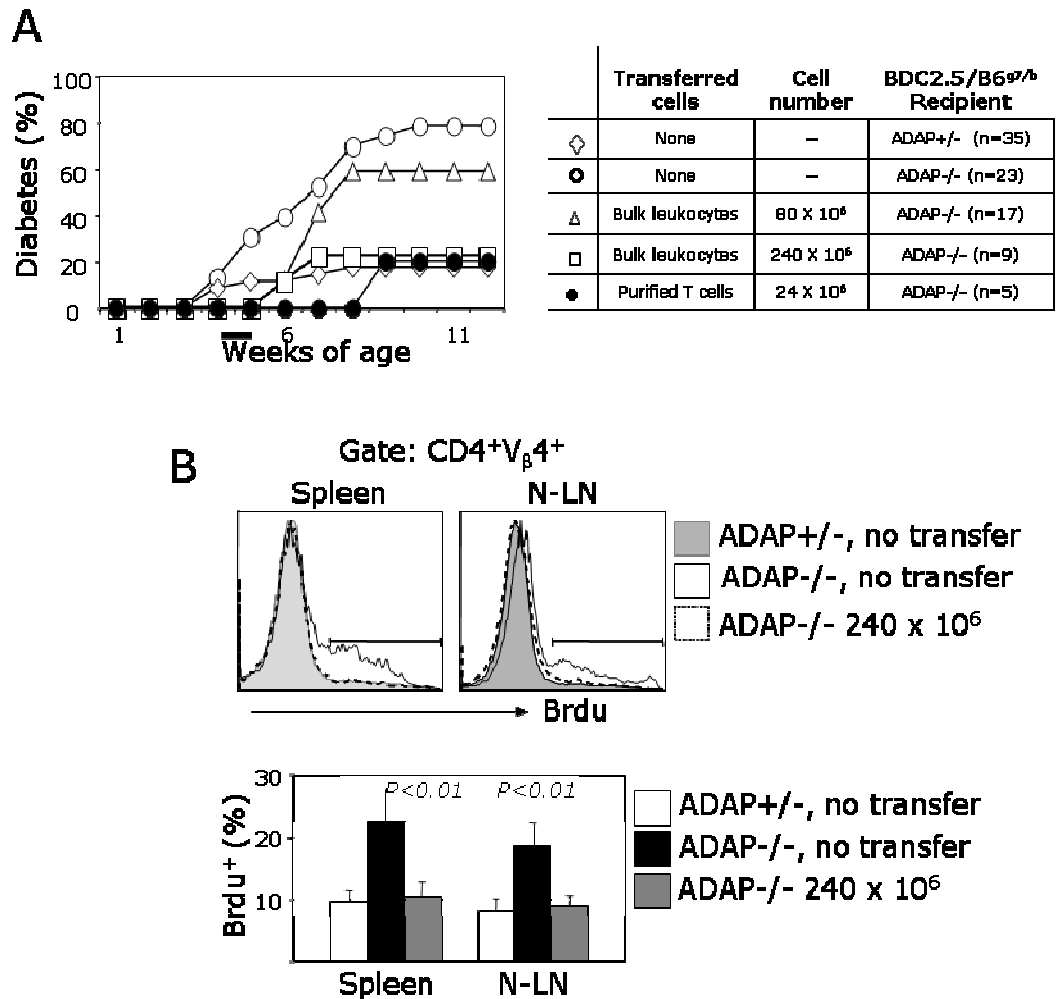 A
Diabetes (%)
100
80
60
40
20
0
1 6 11
Weeks of age
Transferred cells Cell number BDC2.5/B6g7/b Recipient
None – ADAP+/- (n=35)
None – ADAP-/- (n=23)
Bulk leukocytes 80 X 10⁶ ADAP-/- (n=17)
Bulk leukocytes 240 X 10⁶ ADAP-/- (n=9)
Purified T cells 24 X 10⁶ ADAP-/- (n=5)
B
Gate: CD4⁺Vβ4⁺
Spleen N-LN
ADAP+/-, no transfer
ADAP-/-, no transfer
ADAP-/- 240 x 10⁶
Brdu
Brdu⁺ (%)
30
20
10
P<0.01 P<0.01
Spleen N-LN
ADAP+/-, no transfer
ADAP-/-, no transfer
ADAP-/- 240 x 10⁶